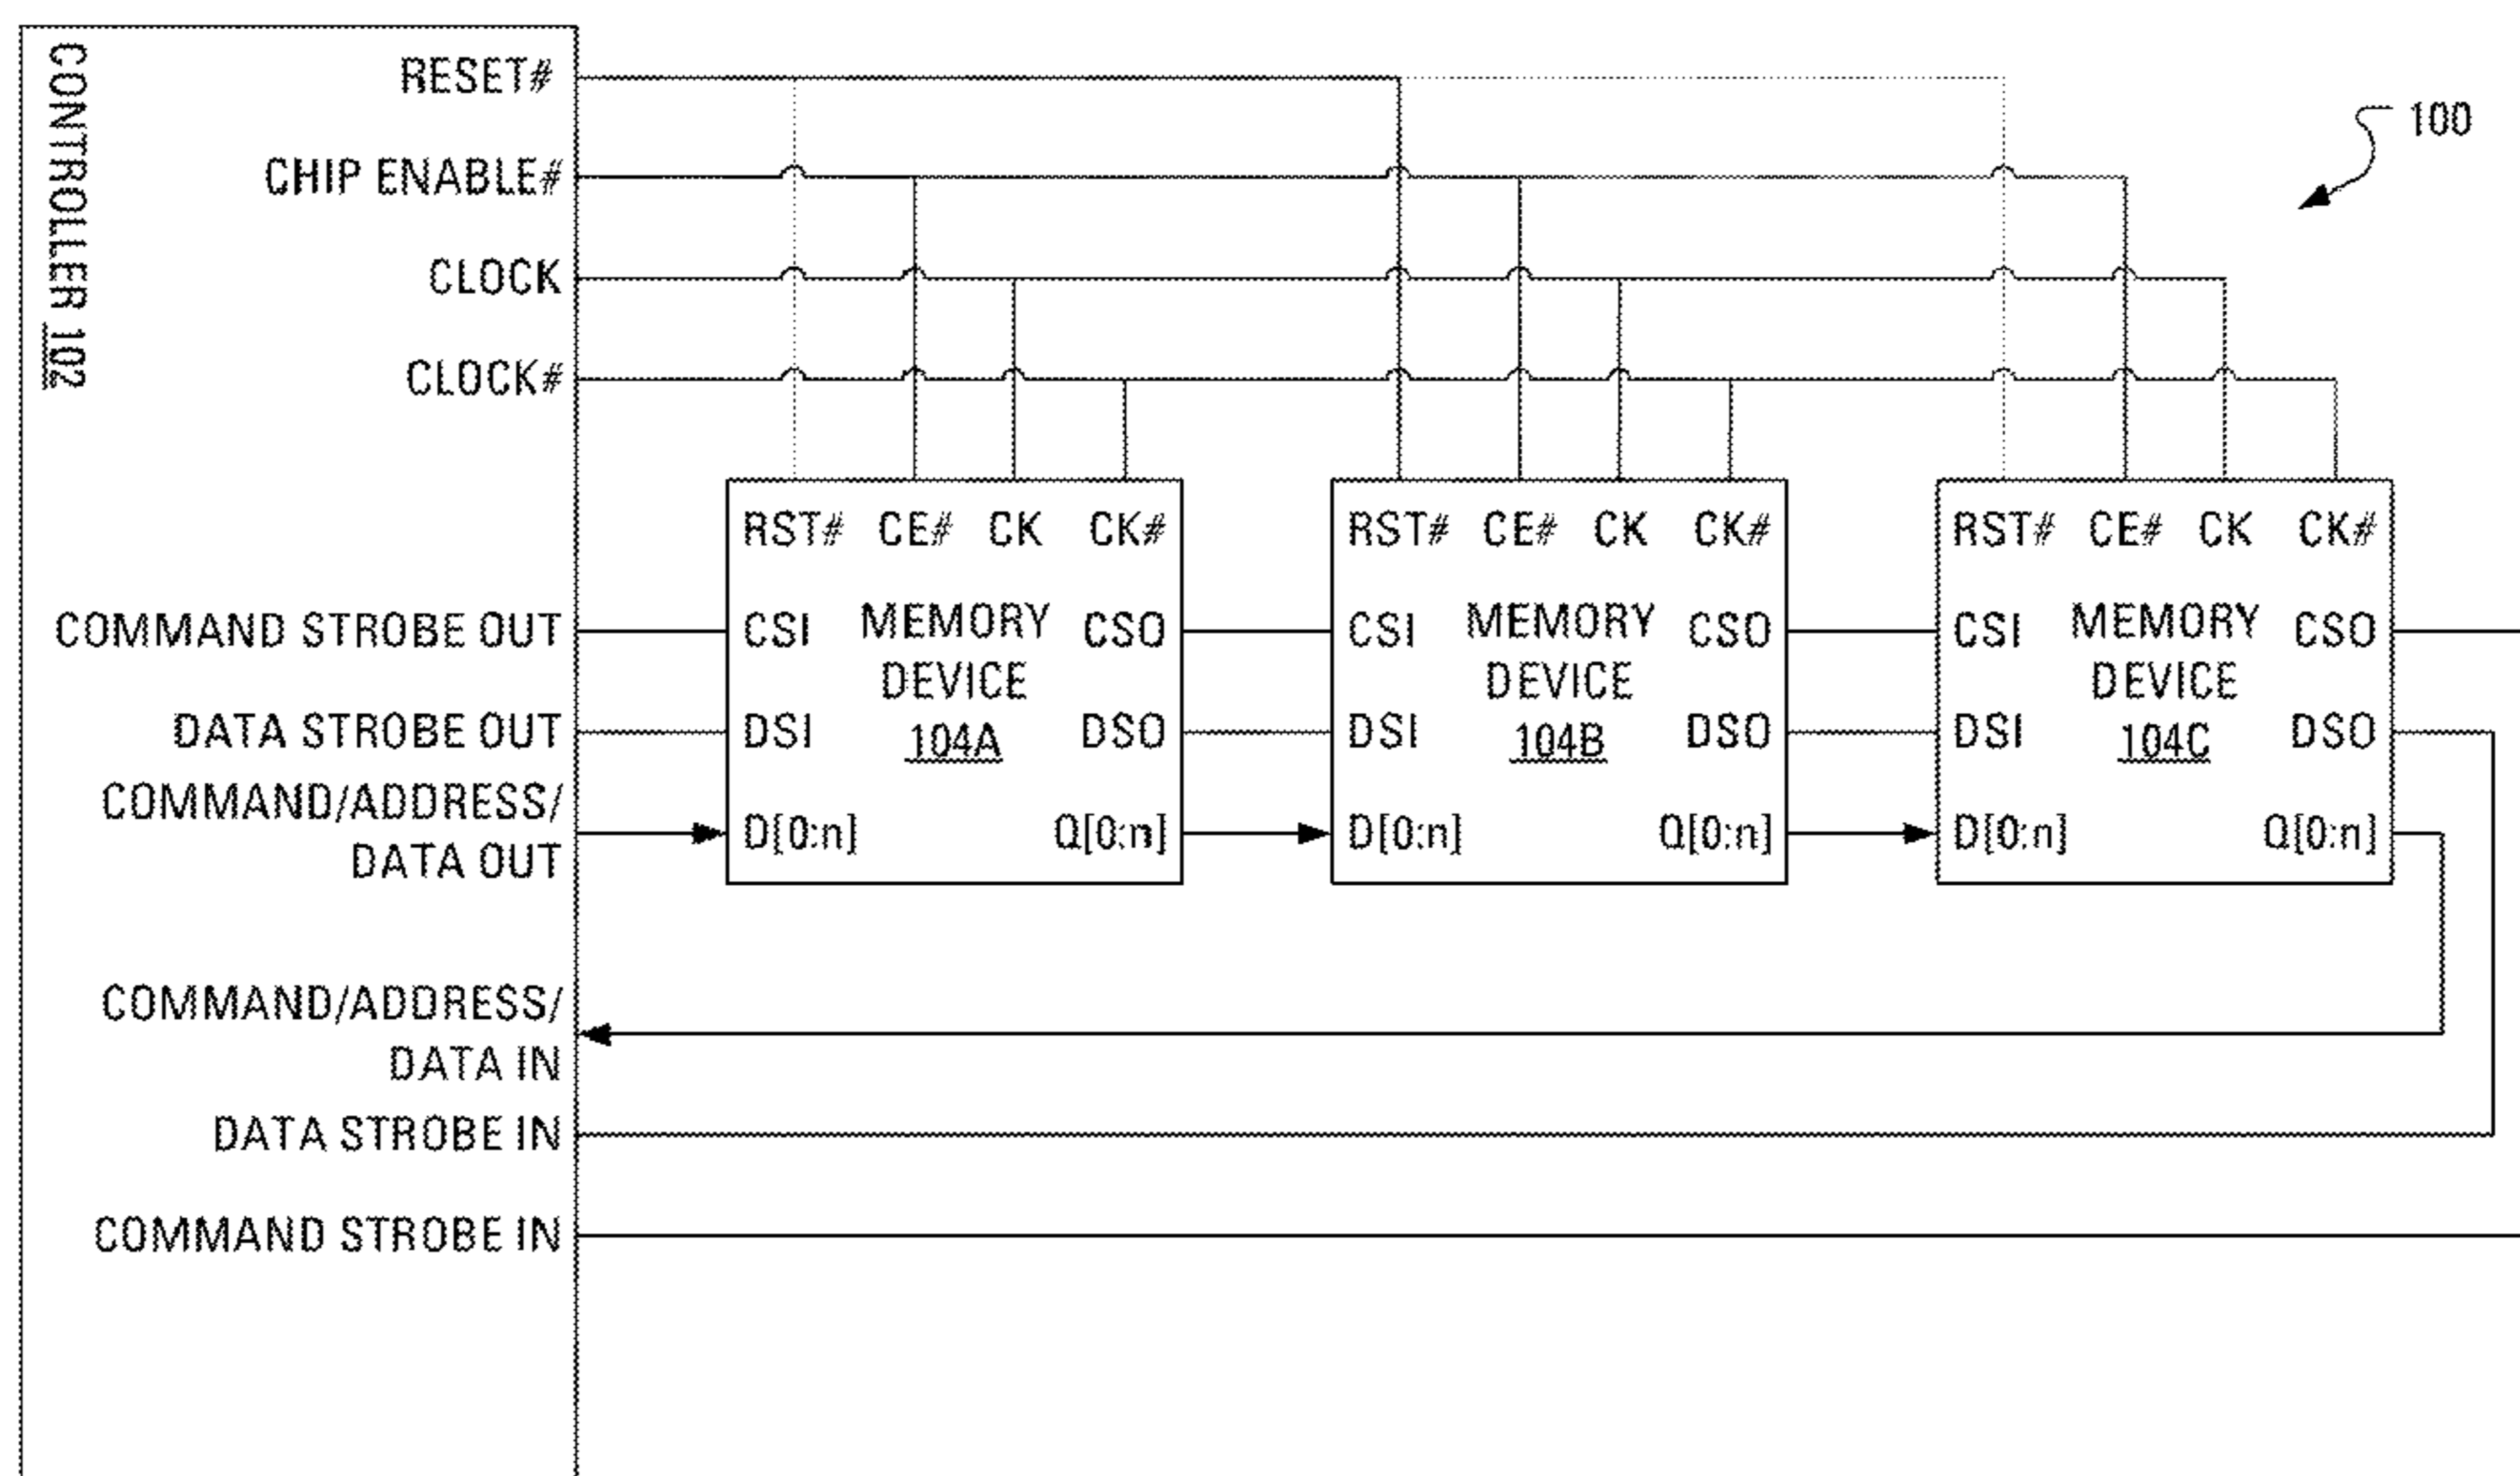 CONTROLLER 102
RESET#
CHIP ENABLE#
CLOCK
CLOCK#
100
RST# CE# CK CK#
RST# CE# CK CK#
RST# CE# CK CK#
COMMAND STROBE OUT
CSI MEMORY CSO
DEVICE
DSI 104A DSO
D[0:n] Q[0:n]
CSI MEMORY CSO
DEVICE
DSI 104B DSO
D[0:n] Q[0:n]
CSI MEMORY CSO
DEVICE
DSI 104C DSO
D[0:n] Q[0:n]
DATA STROBE OUT
COMMAND/ADDRESS/
DATA OUT
COMMAND/ADDRESS/
DATA IN
DATA STROBE IN
COMMAND STROBE IN